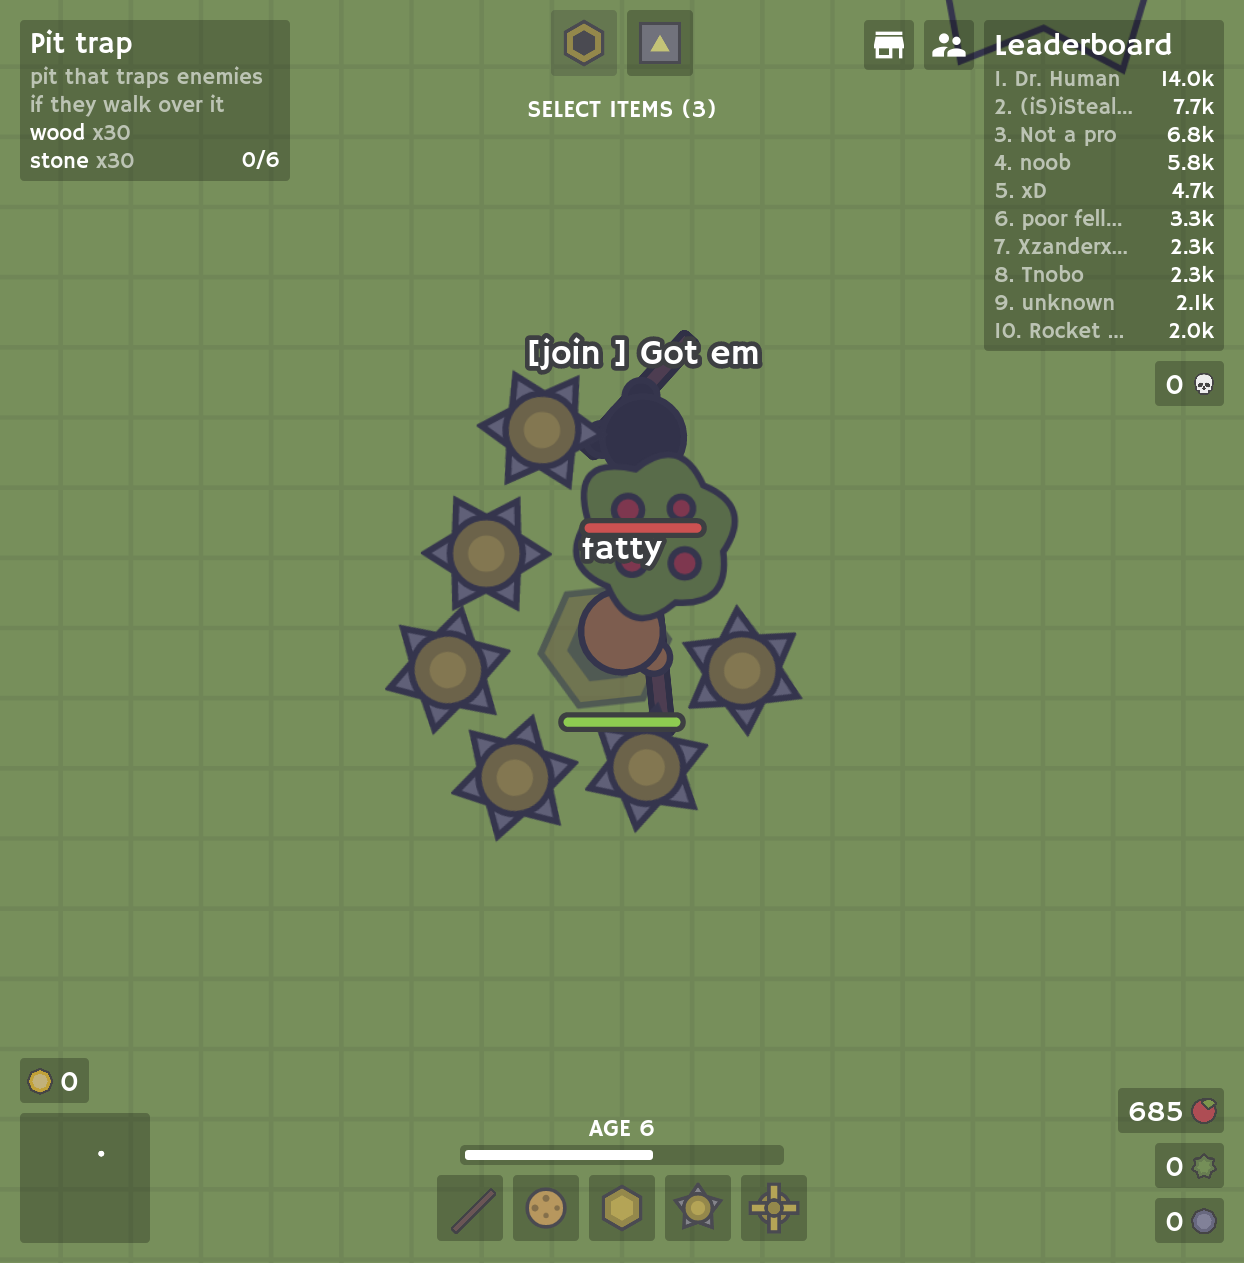 Pit trap
pit that traps enemies
if they walk over it
wood x30
stone x30 0/6
SELECT ITEMS (3)
Leaderboard
1. Dr. Human 14.0k
2. (iS)iSteal... 7.7k
3. Not a pro 6.8k
4. noob 5.8k
5. xD 4.7k
6. poor fell... 3.3k
7. Xzanderx... 2.3k
8. Tnobo 2.3k
9. unknown 2.1k
10. Rocket ... 2.0k
0
[join ] Got em
fatty
0
AGE 6
685
0
0